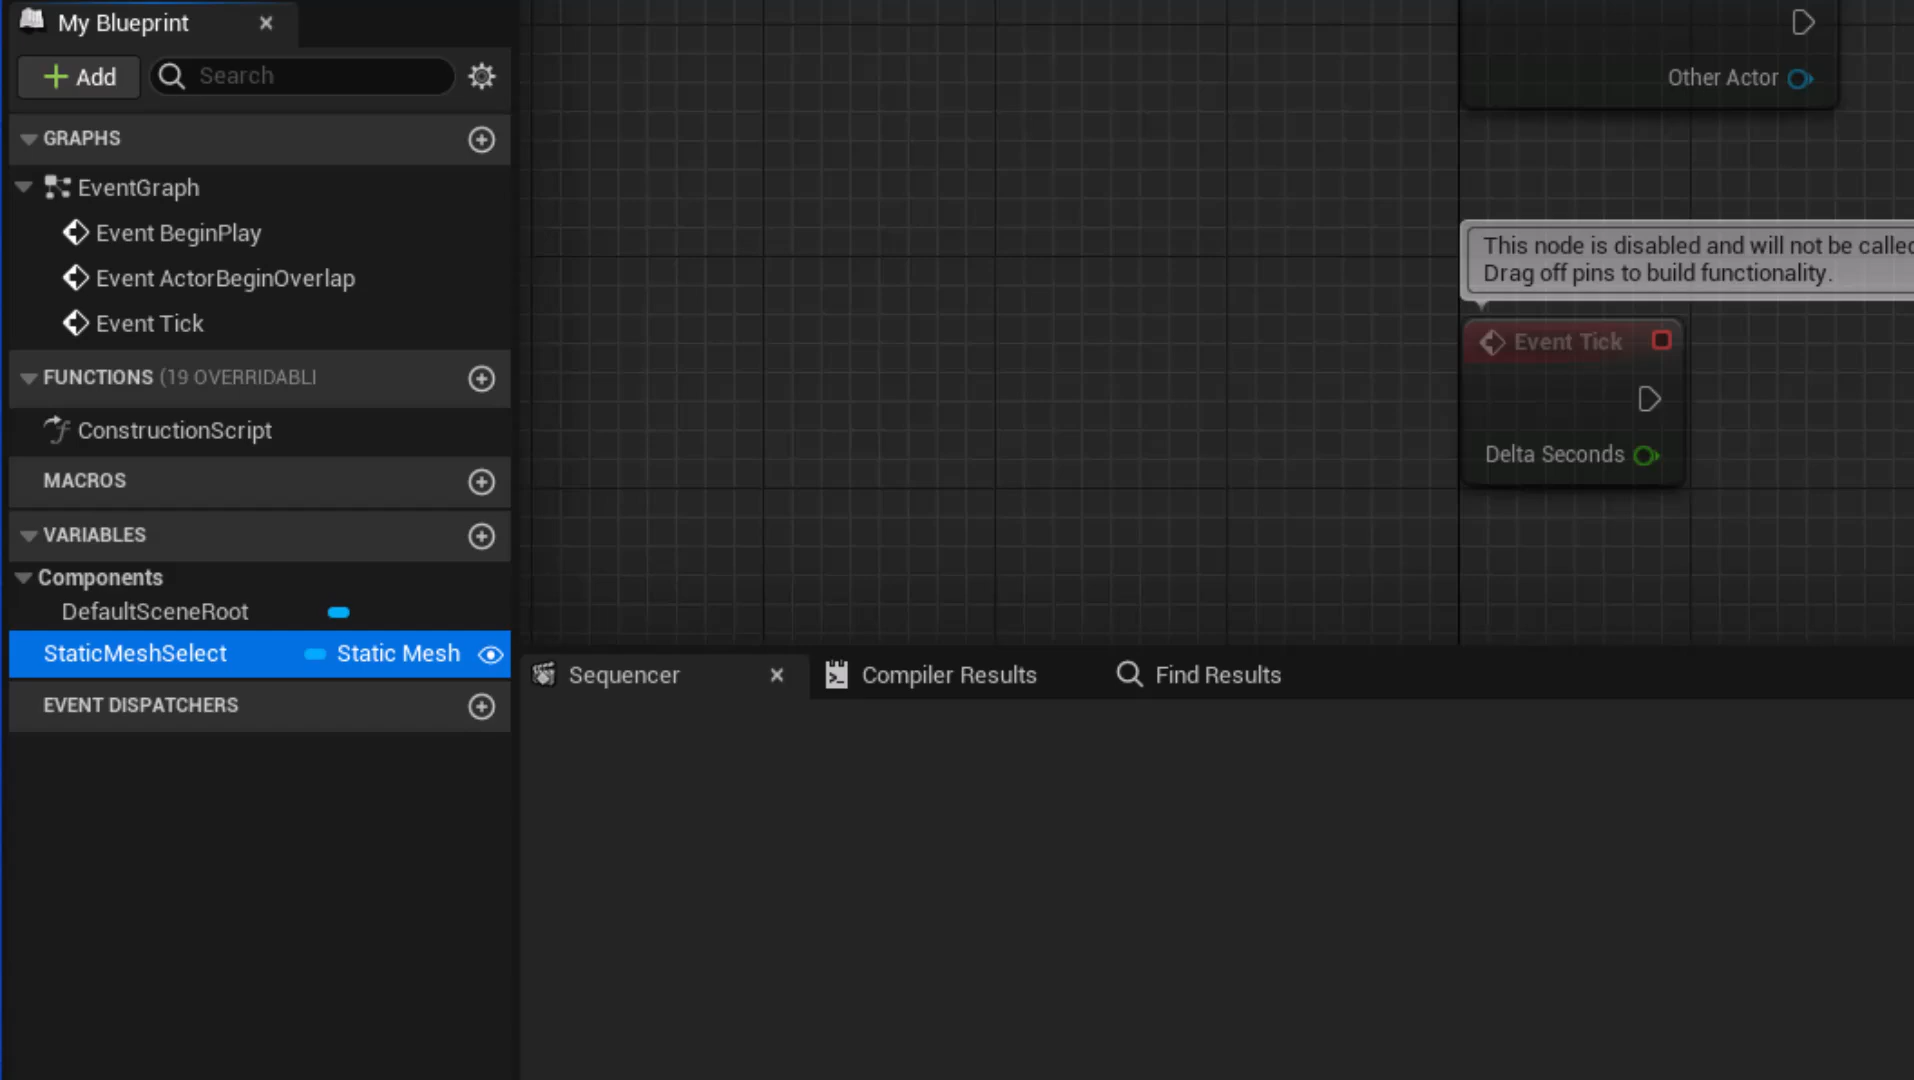 My Blueprint
Add
Search
GRAPHS
EventGraph
Event BeginPlay
Event ActorBeginOverlap
Event Tick
FUNCTIONS (19 OVERRIDABLI
ConstructionScript
MACROS
VARIABLES
Components
DefaultSceneRoot
StaticMeshSelect Static Mesh
EVENT DISPATCHERS
Other Actor
This node is disabled and will not be called
Drag off pins to build functionality.
Event Tick
Delta Seconds
Sequencer
Compiler Results
Find Results